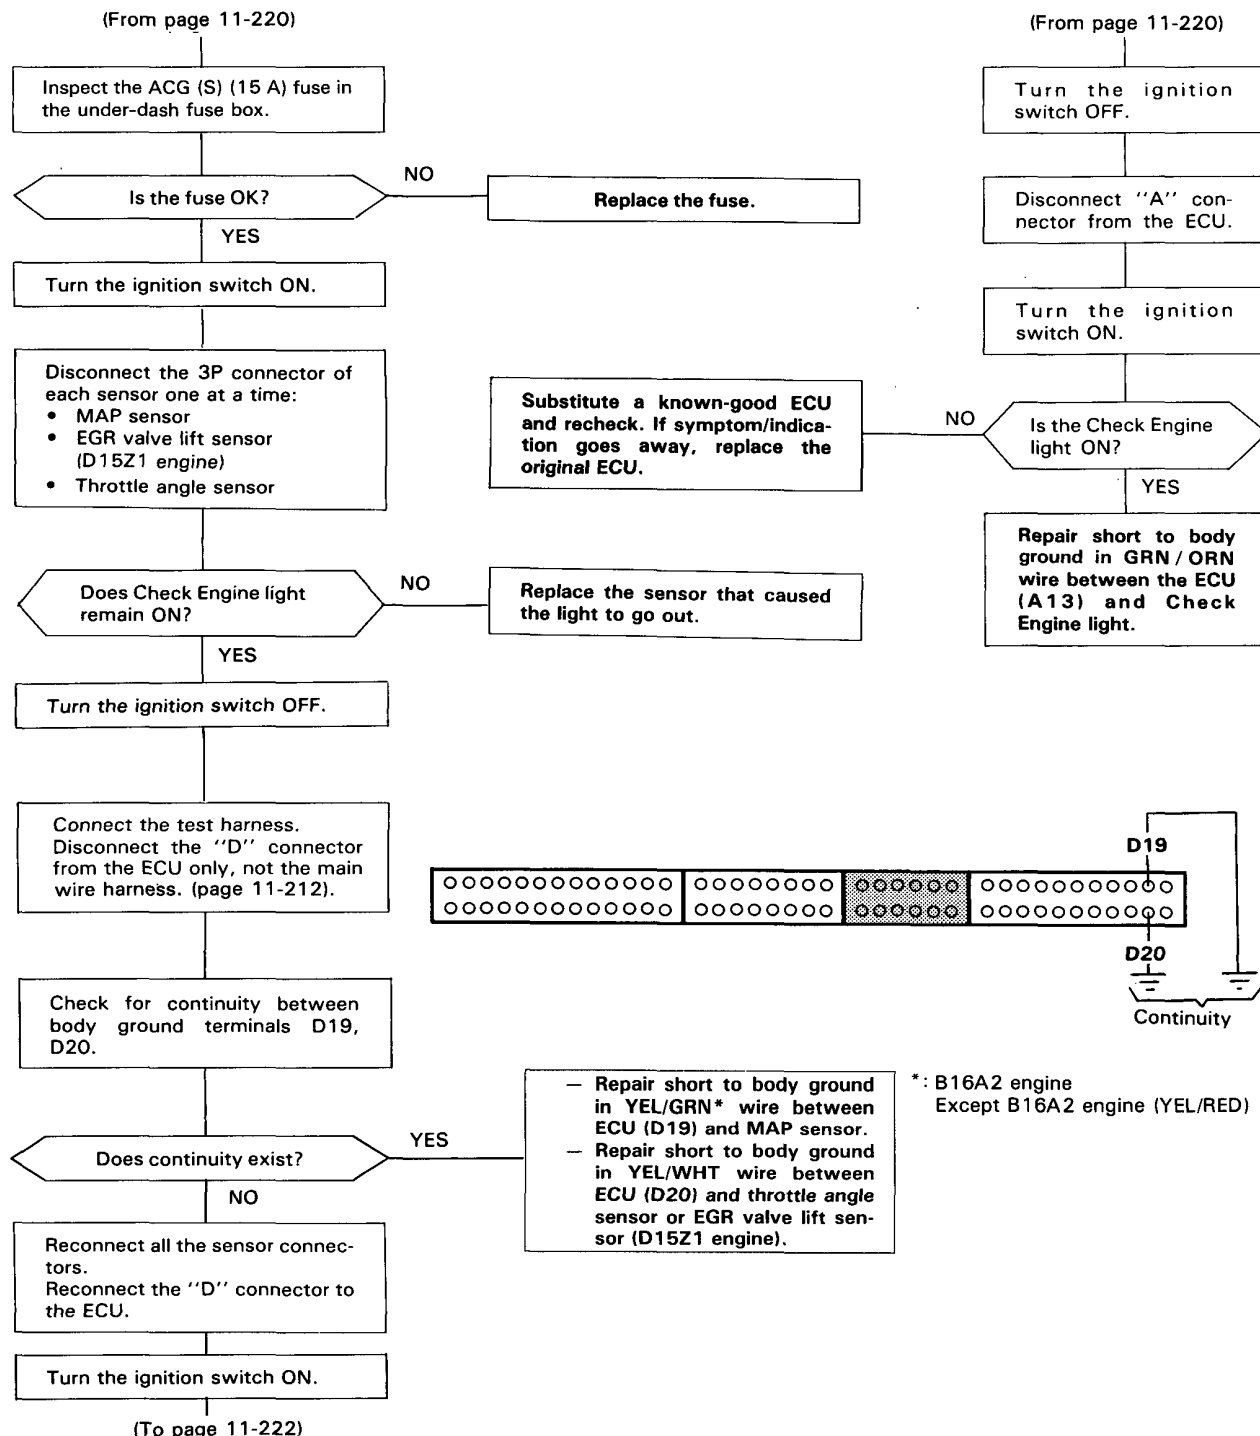 (From page 11-220)
Inspect the ACG (S) (15 A) fuse in
the under-dash fuse box.
Is the fuse OK?
NO
Replace the fuse.
YES
Turn the ignition switch ON.
Disconnect the 3P connector of
each sensor one at a time:
• MAP sensor
• EGR valve lift sensor
(D15Z1 engine)
• Throttle angle sensor
Does Check Engine light
remain ON?
NO
Replace the sensor that caused
the light to go out.
YES
Turn the ignition switch OFF.
Connect the test harness.
Disconnect the "D" connector
from the ECU only, not the main
wire harness. (page 11-212).
Check for continuity between
body ground terminals D19,
D20.
Does continuity exist?
YES
— Repair short to body ground
in YEL/GRN* wire between
ECU (D19) and MAP sensor.
— Repair short to body ground
in YEL/WHT wire between
ECU (D20) and throttle angle
sensor or EGR valve lift sen-
sor (D15Z1 engine).
NO
Reconnect all the sensor connec-
tors.
Reconnect the "D" connector to
the ECU.
Turn the ignition switch ON.
(To page 11-222)
(From page 11-220)
Turn the ignition
switch OFF.
Disconnect "A" con-
nector from the ECU.
Turn the ignition
switch ON.
Is the Check Engine
light ON?
NO
Substitute a known-good ECU
and recheck. If symptom/indica-
tion goes away, replace the
original ECU.
YES
Repair short to body
ground in GRN/ORN
wire between the ECU
(A13) and Check
Engine light.
D19
D20
Continuity
*: B16A2 engine
Except B16A2 engine (YEL/RED)